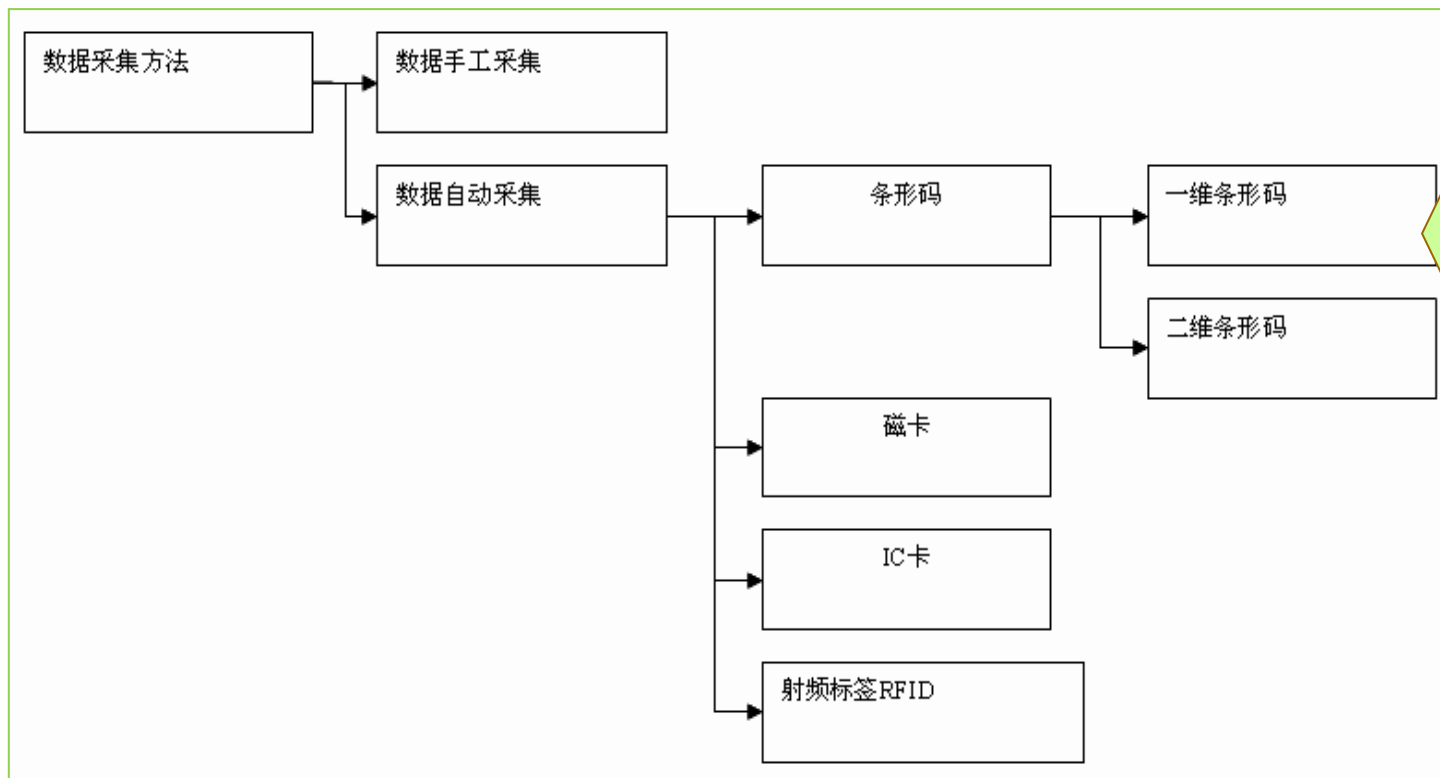 数据采集方法
数据手工采集
数据自动采集
条形码
一维条形码
二维条形码
磁卡
IC卡
射频标签RFID